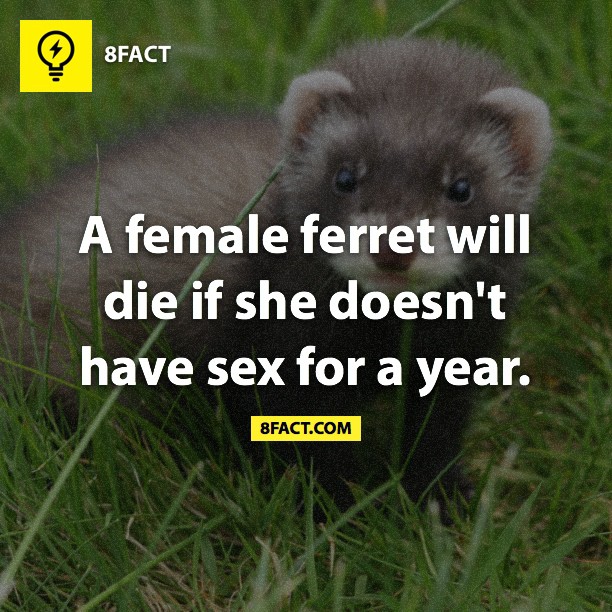 8FACT
A female ferret will
die if she doesn't
have sex for a year.
8FACT.COM